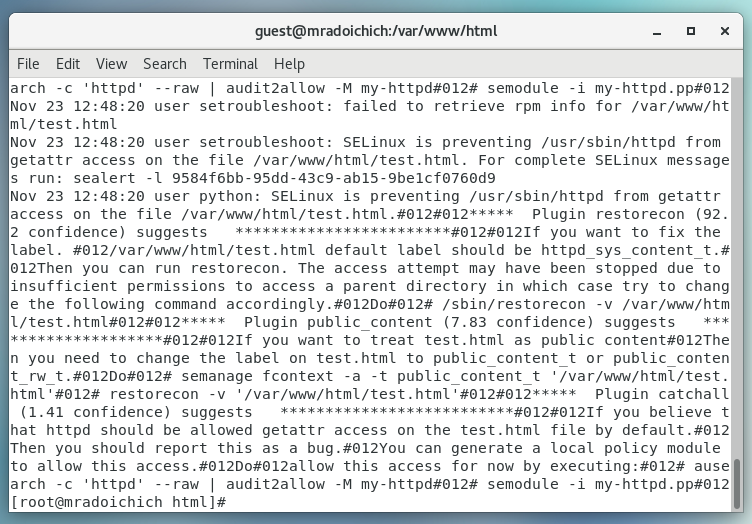 guest@mradoichich:/var/www/html
File Edit View Search Terminal Help
arch -c 'httpd' --raw | audit2allow -M my-httpd#012# semodule -i my-httpd.pp#012
Nov 23 12:48:20 user setroubleshoot: failed to retrieve rpm info for /var/www/ht
ml/test.html
Nov 23 12:48:20 user setroubleshoot: SELinux is preventing /usr/sbin/httpd from
getattr access on the file /var/www/html/test.html. For complete SELinux message
s run: sealert -l 9584f6bb-95dd-43c9-ab15-9be1cf0760d9
Nov 23 12:48:20 user python: SELinux is preventing /usr/sbin/httpd from getattr
access on the file /var/www/html/test.html.#012#012*****  Plugin restorecon (92.
2 confidence) suggests   ************************#012#012If you want to fix the
label. #012/var/www/html/test.html default label should be httpd_sys_content_t.#
012Then you can run restorecon. The access attempt may have been stopped due to
insufficient permissions to access a parent directory in which case try to chang
e the following command accordingly.#012Do#012# /sbin/restorecon -v /var/www/htm
l/test.html#012#012*****  Plugin public_content (7.83 confidence) suggests   ***
*****************#012#012If you want to treat test.html as public content#012The
n you need to change the label on test.html to public_content_t or public_conten
t_rw_t.#012Do#012# semanage fcontext -a -t public_content_t '/var/www/html/test.
html'#012# restorecon -v '/var/www/html/test.html'#012#012*****  Plugin catchall
 (1.41 confidence) suggests   **************************#012#012If you believe t
hat httpd should be allowed getattr access on the test.html file by default.#012
Then you should report this as a bug.#012You can generate a local policy module
to allow this access.#012Do#012allow this access for now by executing:#012# ause
arch -c 'httpd' --raw | audit2allow -M my-httpd#012# semodule -i my-httpd.pp#012
[root@mradoichich html]#